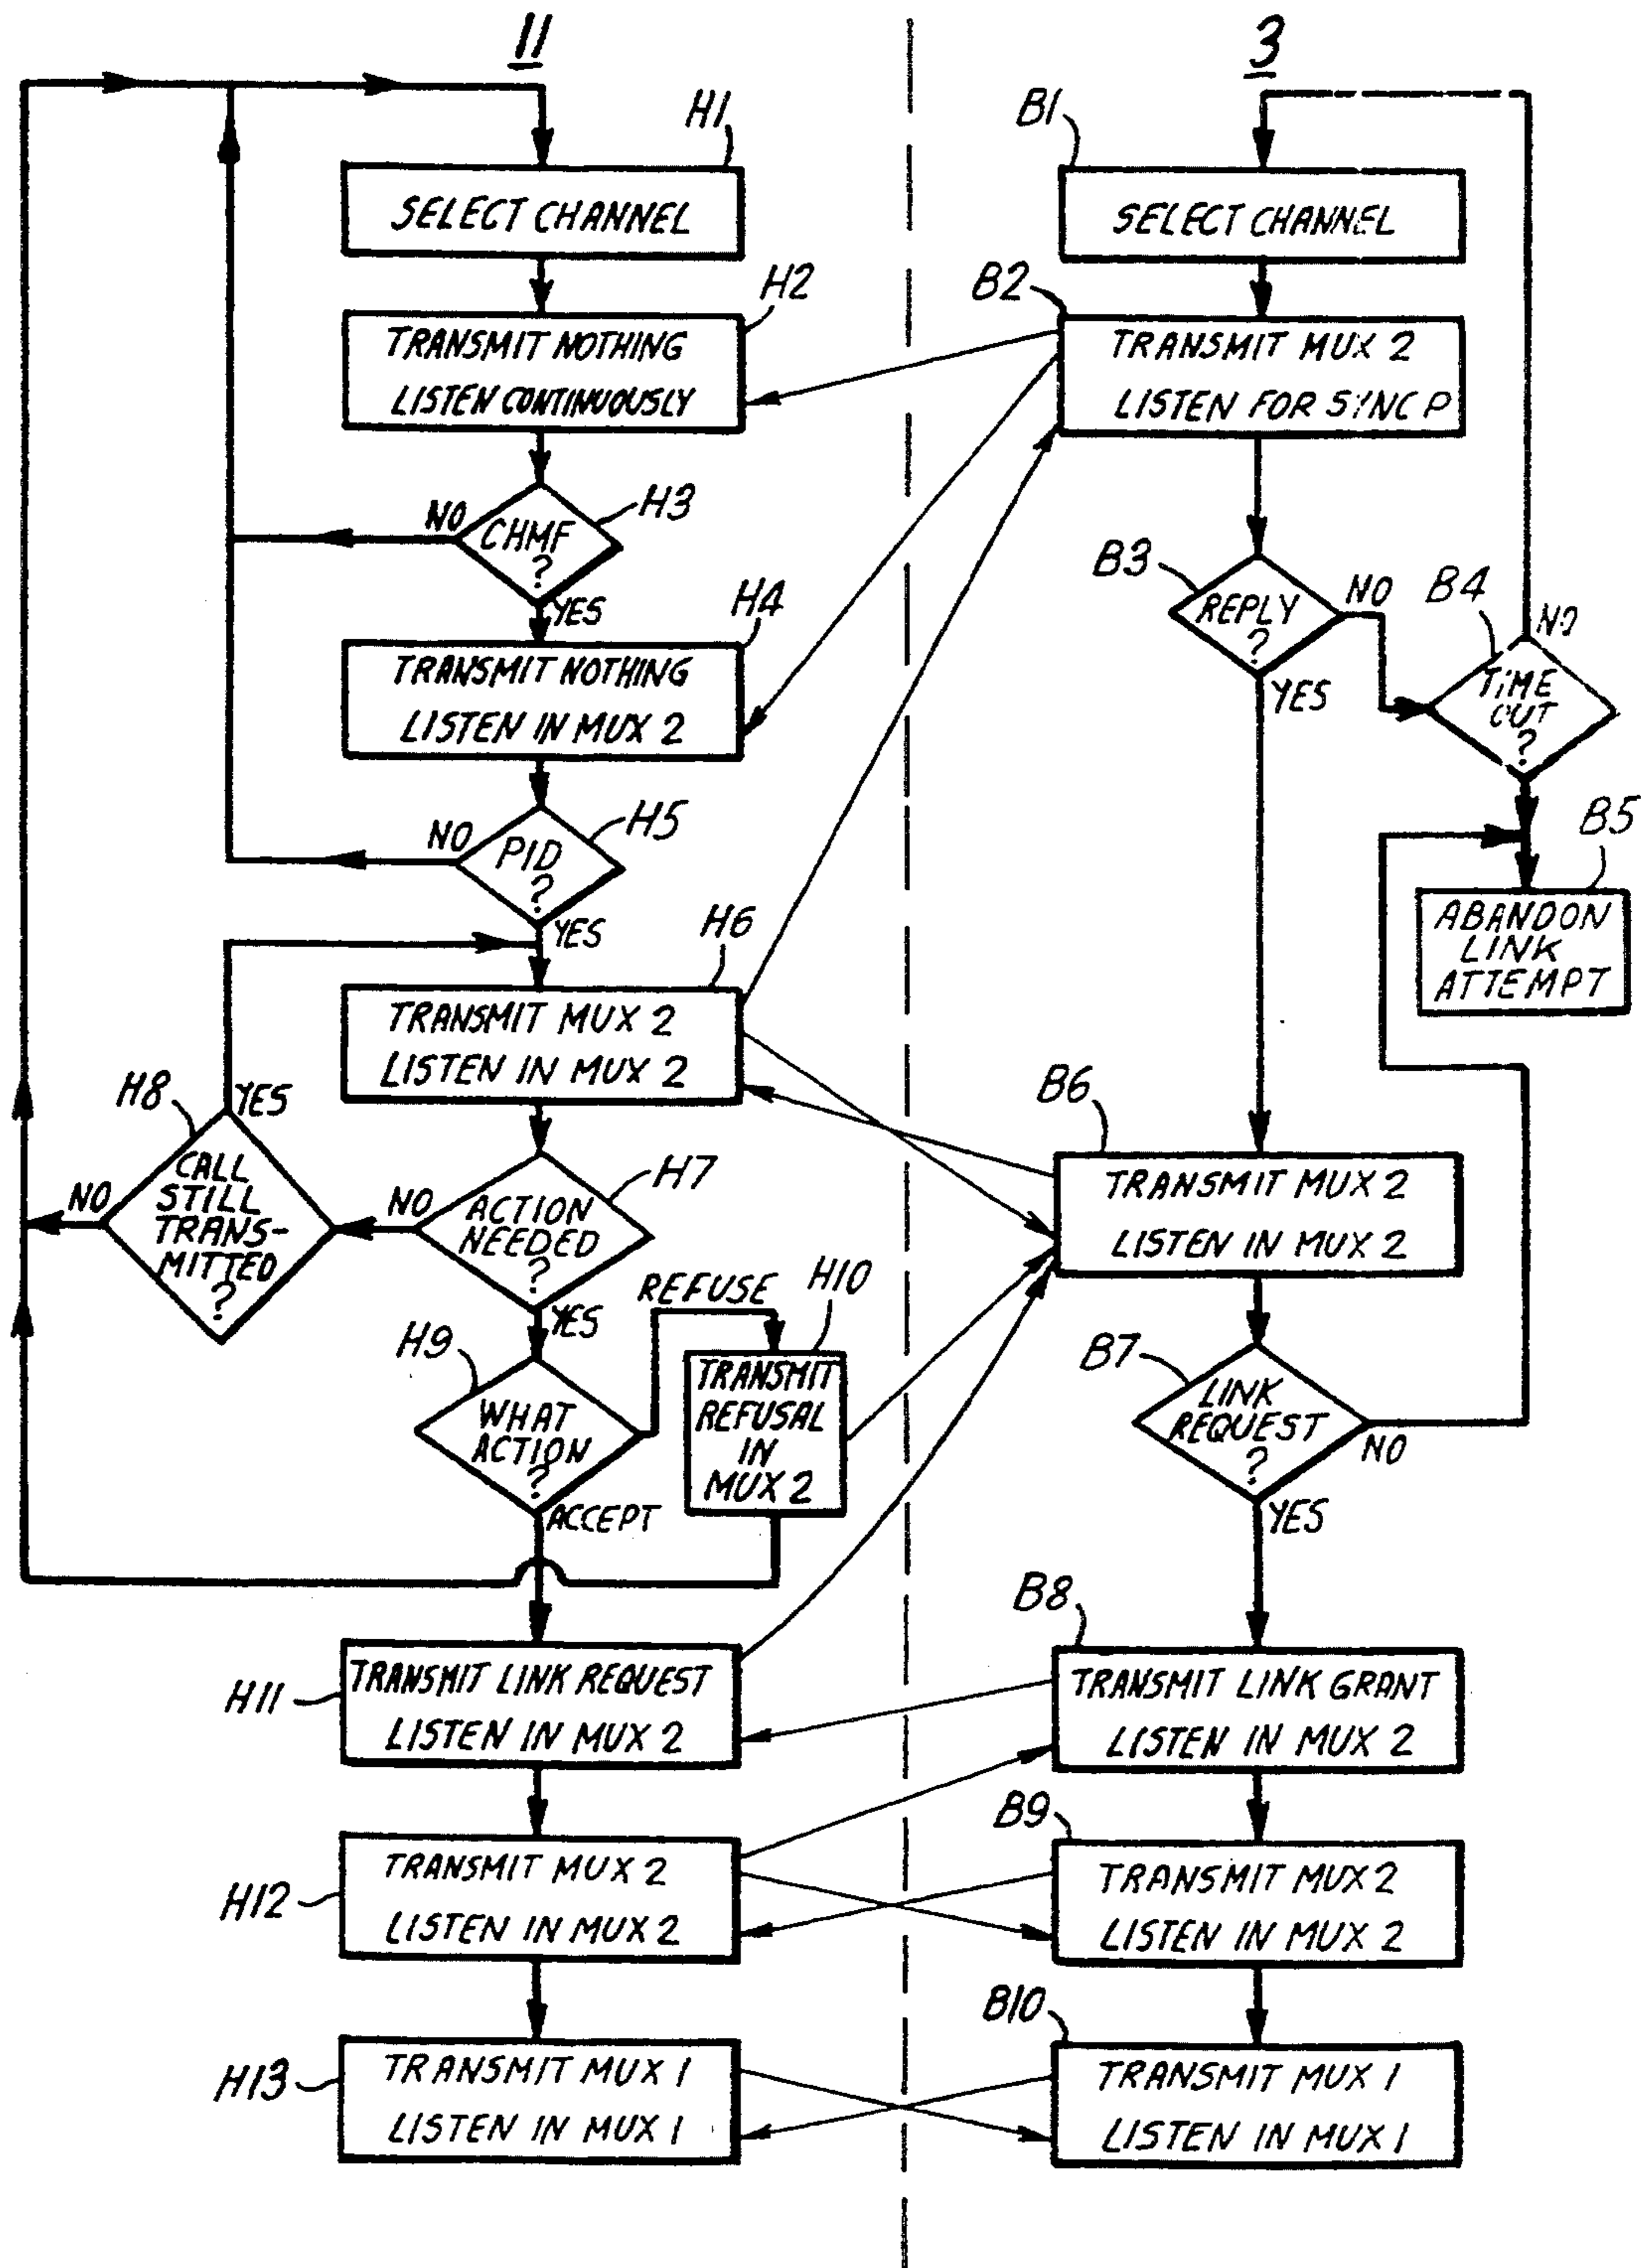 11
H1
SELECT CHANNEL
H2
TRANSMIT NOTHING
LISTEN CONTINUOUSLY
NO
CHMF
?
H3
YES
H4
TRANSMIT NOTHING
LISTEN IN MUX 2
NO
PID
?
H5
YES
H6
TRANSMIT MUX 2
LISTEN IN MUX 2
H8
YES
CALL
STILL
TRANS-
MITTED
?
NO
NO
ACTION
NEEDED
?
H7
YES
H9
WHAT
ACTION
?
REFUSE
H10
TRANSMIT
REFUSAL
IN
MUX 2
ACCEPT
H11
TRANSMIT LINK REQUEST
LISTEN IN MUX 2
H12
TRANSMIT MUX 2
LISTEN IN MUX 2
H13
TRANSMIT MUX 1
LISTEN IN MUX 1
3
B1
SELECT CHANNEL
B2
TRANSMIT MUX 2
LISTEN FOR SYNC P
B3
REPLY
?
NO
YES
B4
NO
TIME
OUT
?
B5
ABANDON
LINK
ATTEMPT
B6
TRANSMIT MUX 2
LISTEN IN MUX 2
B7
LINK
REQUEST
?
NO
YES
B8
TRANSMIT LINK GRANT
LISTEN IN MUX 2
B9
TRANSMIT MUX 2
LISTEN IN MUX 2
B10
TRANSMIT MUX 1
LISTEN IN MUX 1